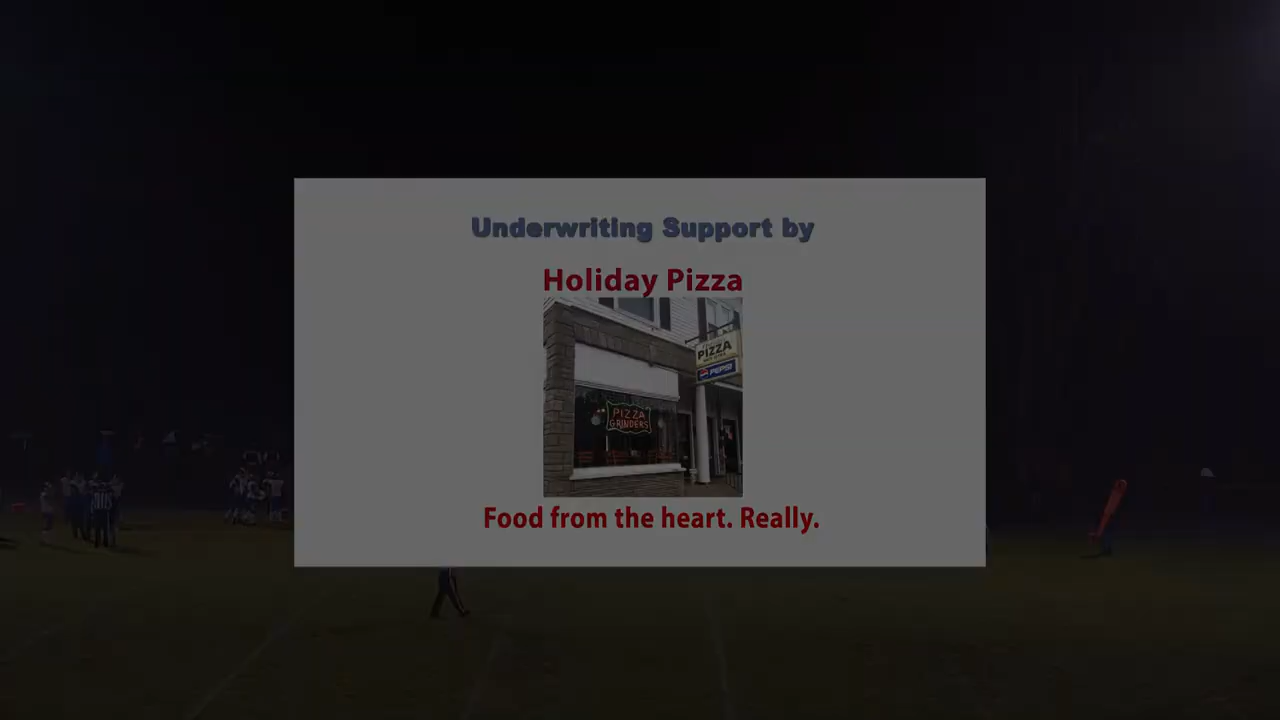 Underwriting Support by
Holiday Pizza
PIZZA
PEPSI
PIZZA
GRINDERS
Food from the heart. Really.